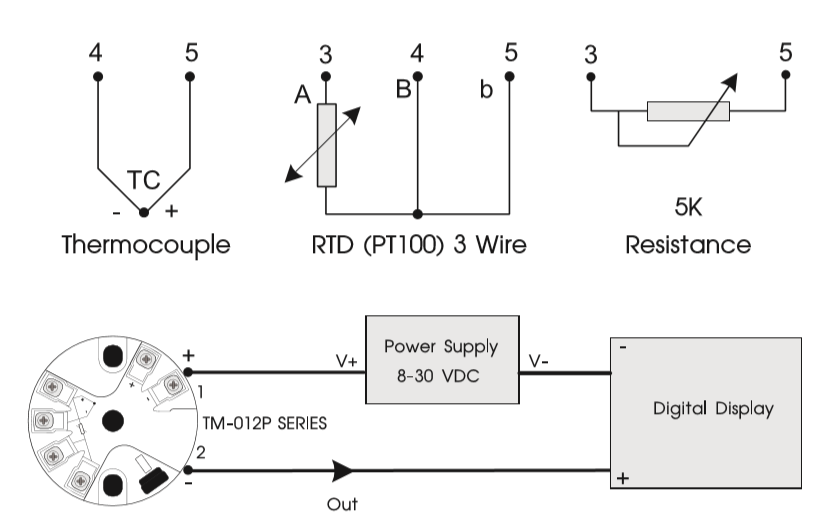 4 5
TC
- +
Thermocouple
3 4 5
A B b
RTD (PT100) 3 Wire
3 5
5K
Resistance
+
1
V+
Power Supply
8-30 VDC
V-
-
Digital Display
+
TM-012P SERIES
2
-
Out
+
-